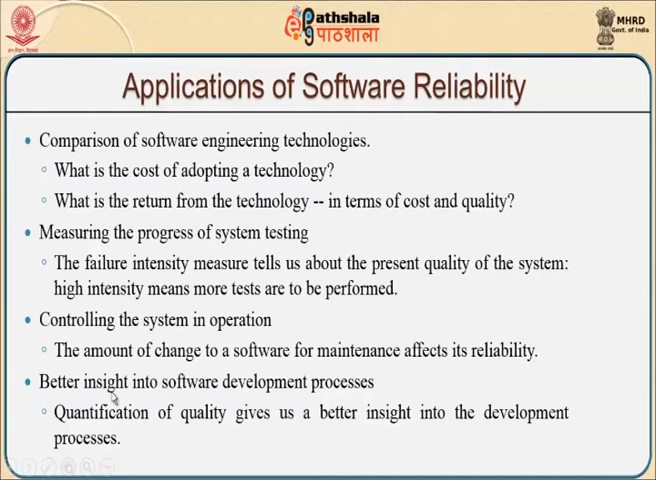 Pathshala
पाठशाला
MHRD
Govt. of India
Applications of Software Reliability
• Comparison of software engineering technologies.
◦ What is the cost of adopting a technology?
◦ What is the return from the technology -- in terms of cost and quality?
• Measuring the progress of system testing
◦ The failure intensity measure tells us about the present quality of the system:
high intensity means more tests are to be performed.
• Controlling the system in operation
◦ The amount of change to a software for maintenance affects its reliability.
• Better insight into software development processes
◦ Quantification of quality gives us a better insight into the development
processes.